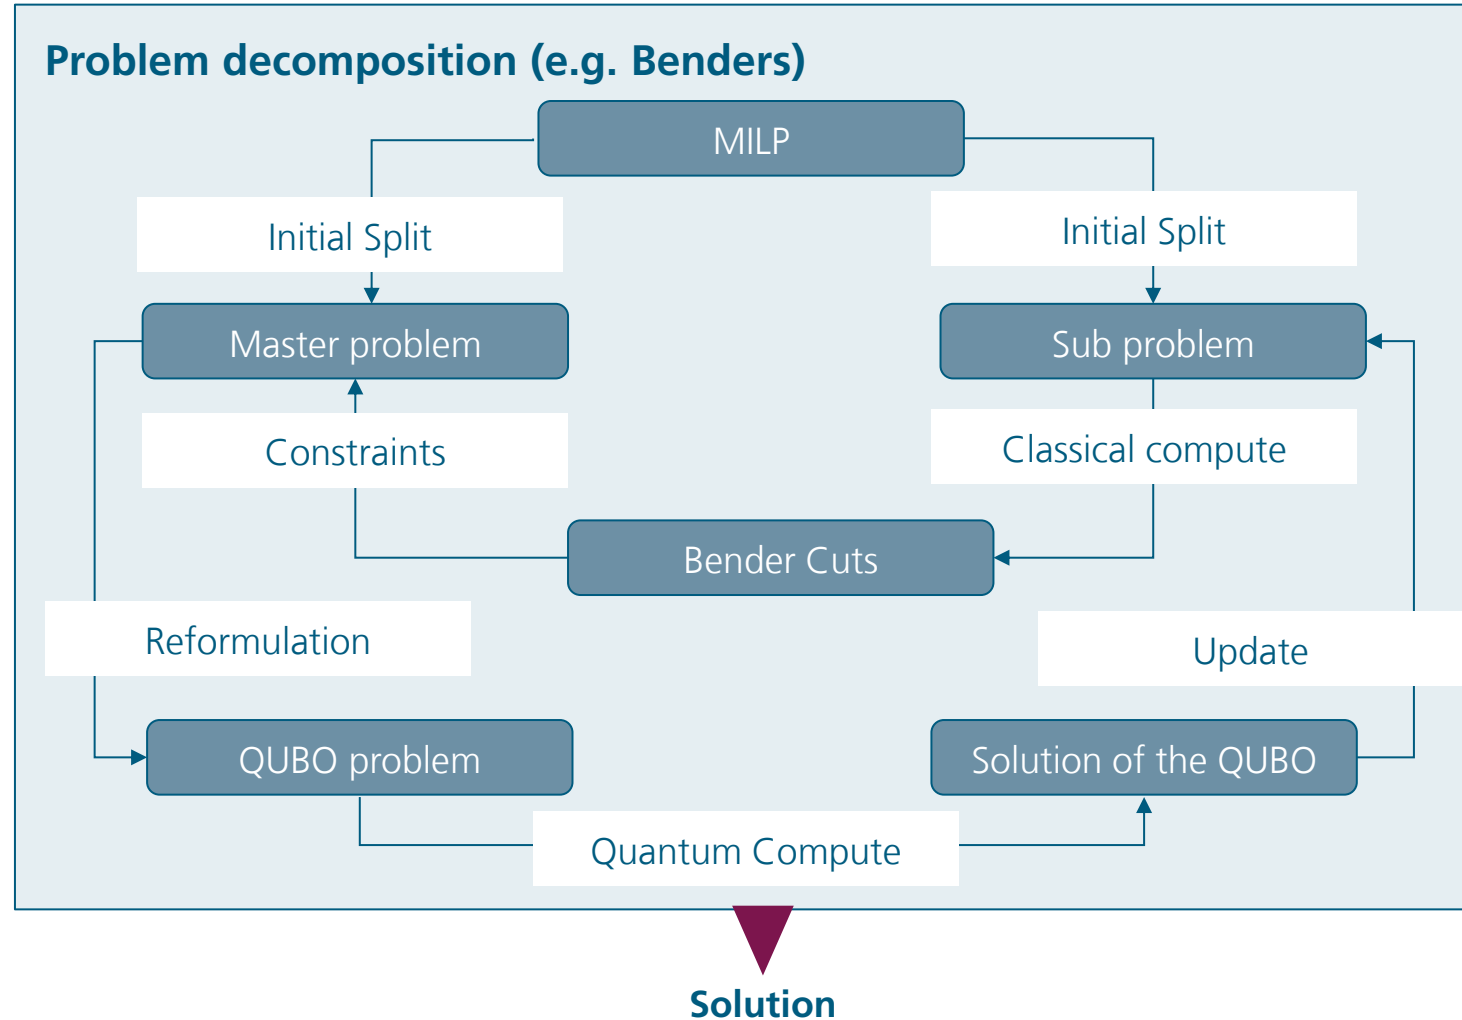 Problem decomposition (e.g. Benders)
MILP
Initial Split
Initial Split
Master problem
Sub problem
Constraints
Classical compute
Bender Cuts
Reformulation
Update
QUBO problem
Solution of the QUBO
Quantum Compute
Solution